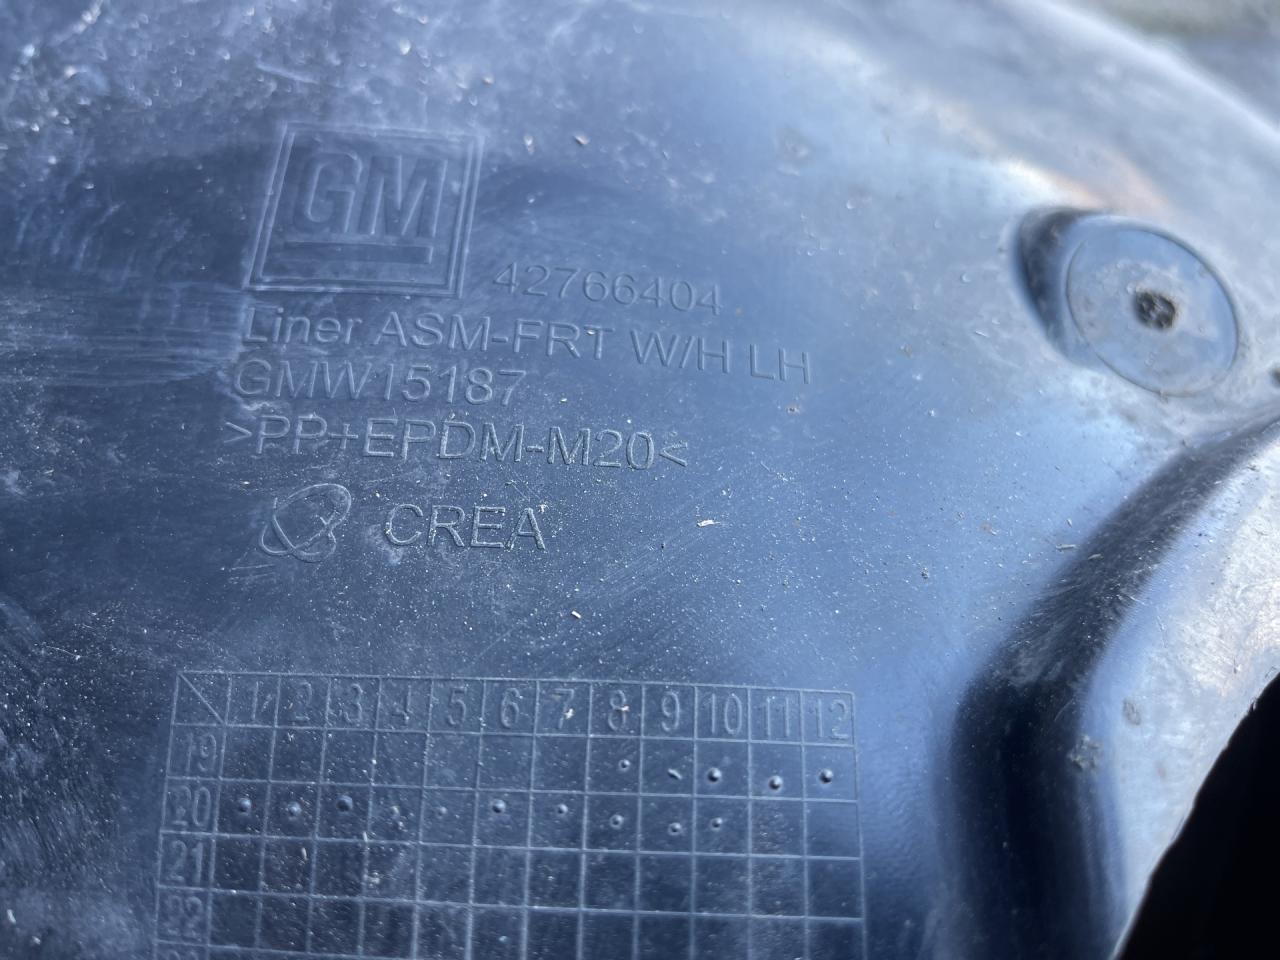 GM
42766404
Liner ASM-FRT W/H LH
GMW15187
>PP+EPDM-M20<
CREA
1 2 3 4 5 6 7 8 9 10 11 12
19
20
21
22